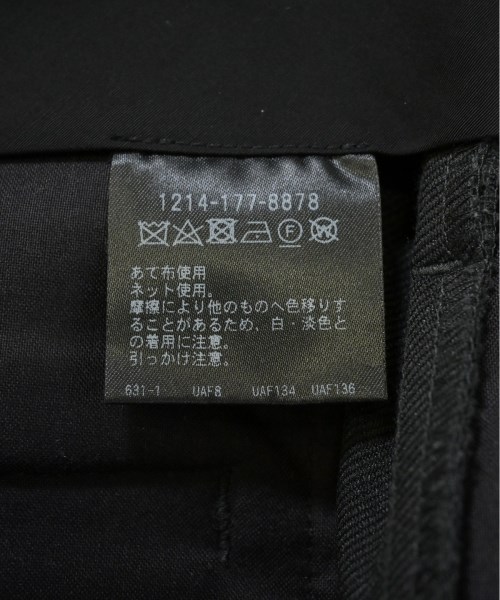 1214-177-8878
あて布使用
ネット使用。
摩擦により他のものへ色移りす
ることがあるため、白・淡色と
の着用に注意。
引っかけ注意。
631-1 UAF8 UAF134 UAF136